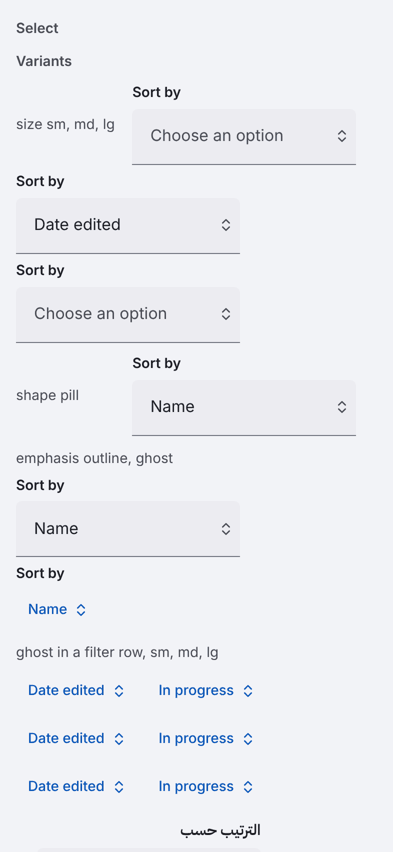 Select
Variants
Sort by
size sm, md, lg
Choose an option
Sort by
Date edited
Sort by
Choose an option
Sort by
shape pill
Name
emphasis outline, ghost
Sort by
Name
Sort by
Name
ghost in a filter row, sm, md, lg
Date edited In progress
Date edited In progress
Date edited In progress
الترتيب حسب